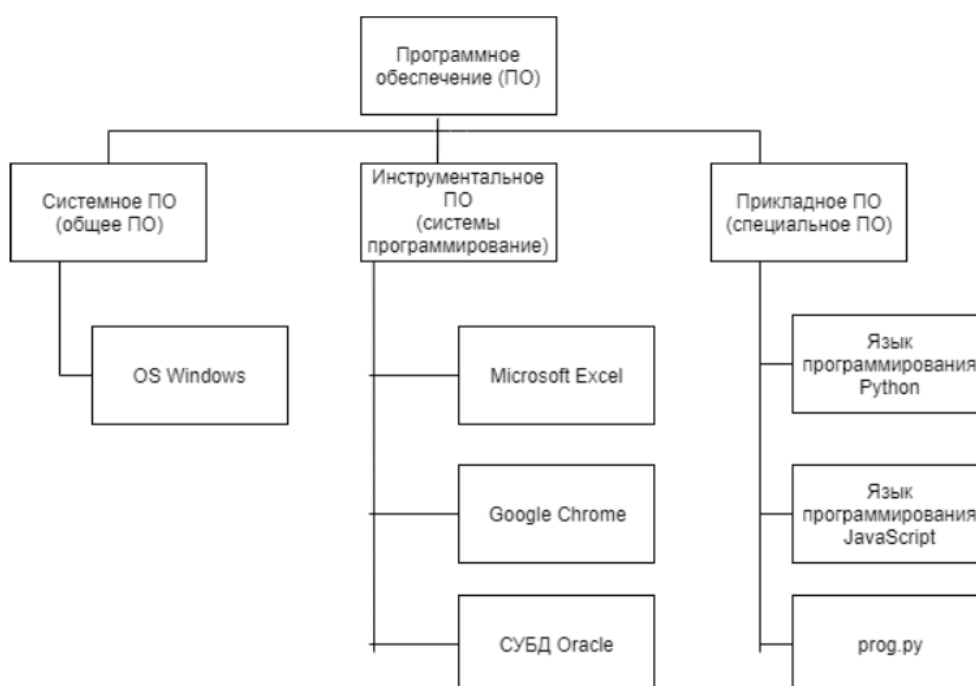 Программное
обеспечение (ПО)
Системное ПО
(общее ПО)
Инструментальное
ПО
(системы
программирование)
Прикладное ПО
(специальное ПО)
OS Windows
Microsoft Excel
Google Chrome
СУБД Oracle
Язык
программирования
Python
Язык
программирования
JavaScript
prog.py